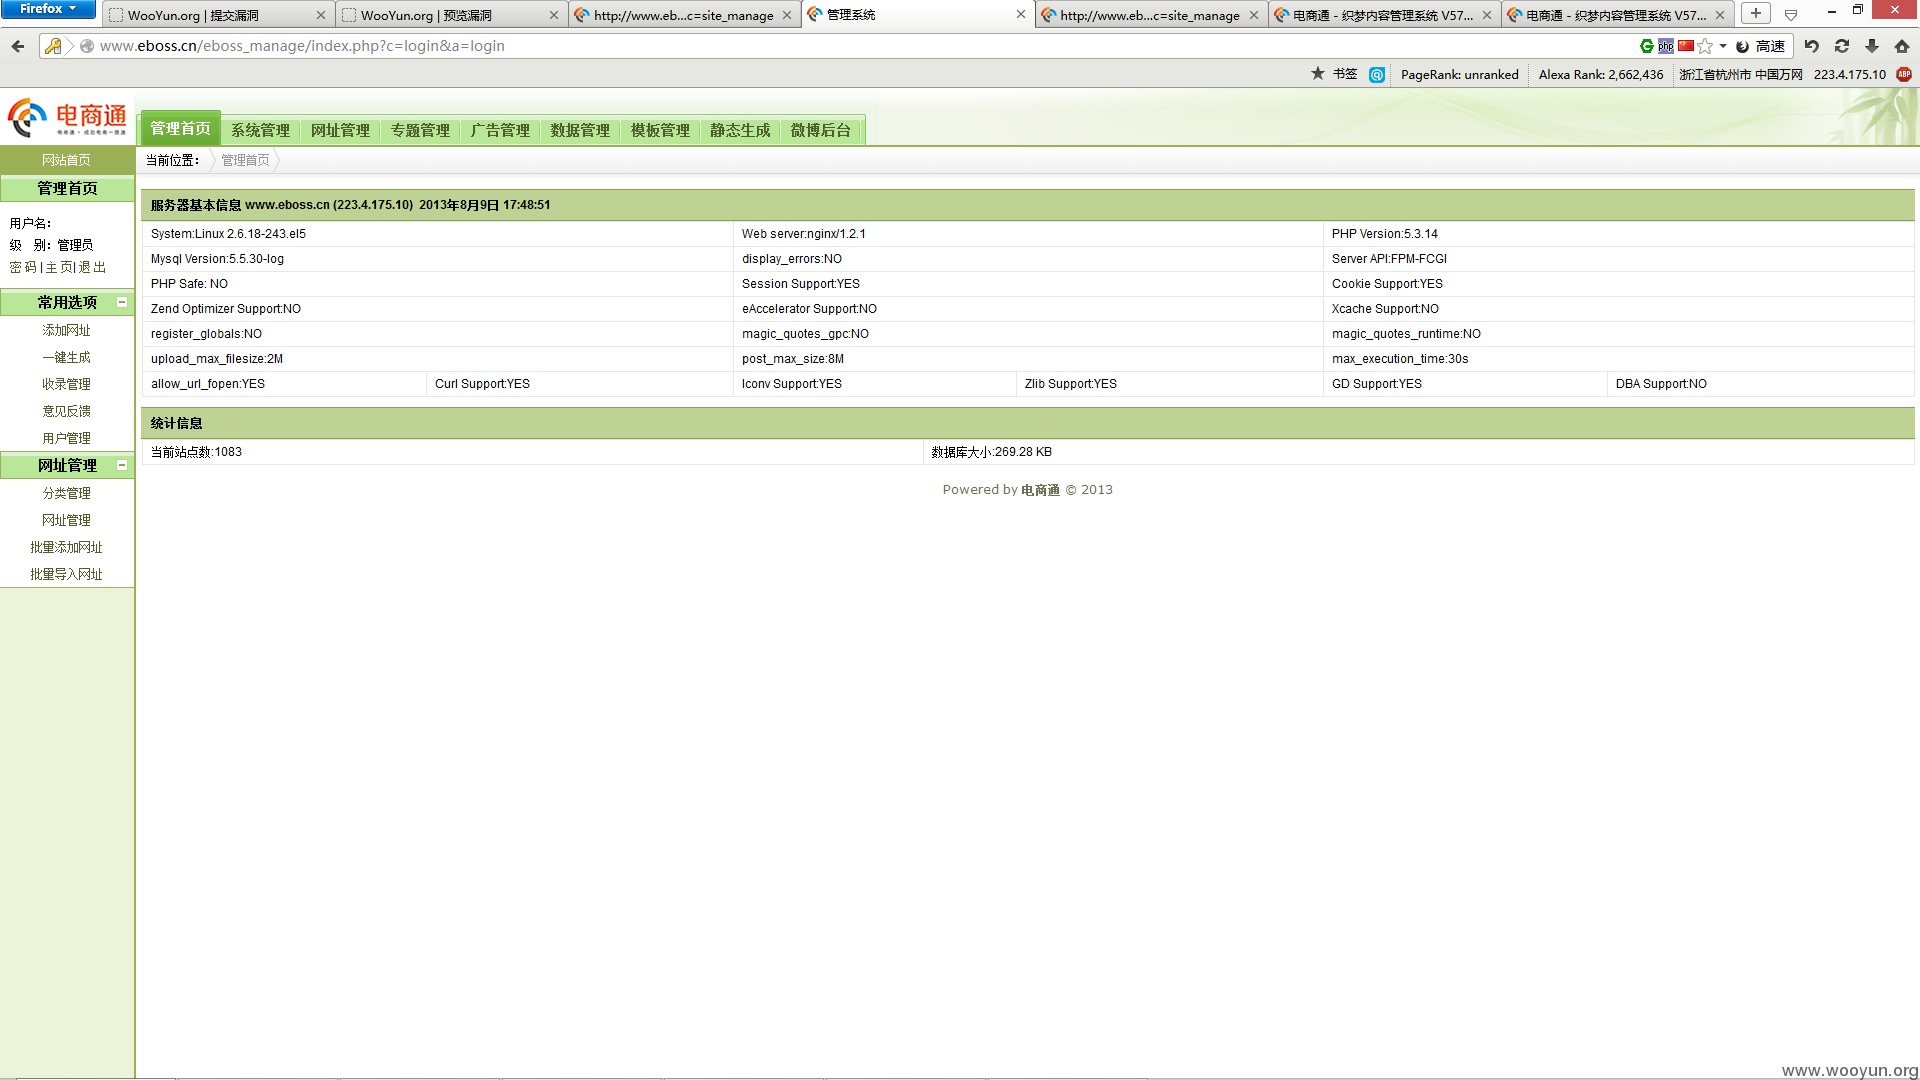 Firefox
WooYun.org | 提交漏洞
WooYun.org | 预览漏洞
http://www.eb...c=site_manage
管理系统
http://www.eb...c=site_manage
电商通 - 织梦内容管理系统 V57...
电商通 - 织梦内容管理系统 V57...
www.eboss.cn/eboss_manage/index.php?c=login&a=login
php
高速
书签
PageRank: unranked
Alexa Rank: 2,662,436
浙江省杭州市 中国万网
223.4.175.10
ABP
电商通
管理首页 系统管理 网址管理 专题管理 广告管理 数据管理 模板管理 静态生成 微博后台
网站首页
当前位置： 管理首页
管理首页
用户名：
级 别：管理员
密码|主页|退出
常用选项
添加网址
一键生成
收录管理
意见反馈
用户管理
网址管理
分类管理
网址管理
批量添加网址
批量导入网址
服务器基本信息 www.eboss.cn (223.4.175.10) 2013年8月9日 17:48:51
System:Linux 2.6.18-243.el5 Web server:nginx/1.2.1 PHP Version:5.3.14
Mysql Version:5.5.30-log display_errors:NO Server API:FPM-FCGI
PHP Safe: NO Session Support:YES Cookie Support:YES
Zend Optimizer Support:NO eAccelerator Support:NO Xcache Support:NO
register_globals:NO magic_quotes_gpc:NO magic_quotes_runtime:NO
upload_max_filesize:2M post_max_size:8M max_execution_time:30s
allow_url_fopen:YES Curl Support:YES Iconv Support:YES Zlib Support:YES GD Support:YES DBA Support:NO
统计信息
当前站点数:1083 数据库大小:269.28 KB
Powered by 电商通 © 2013
www.wooyun.org